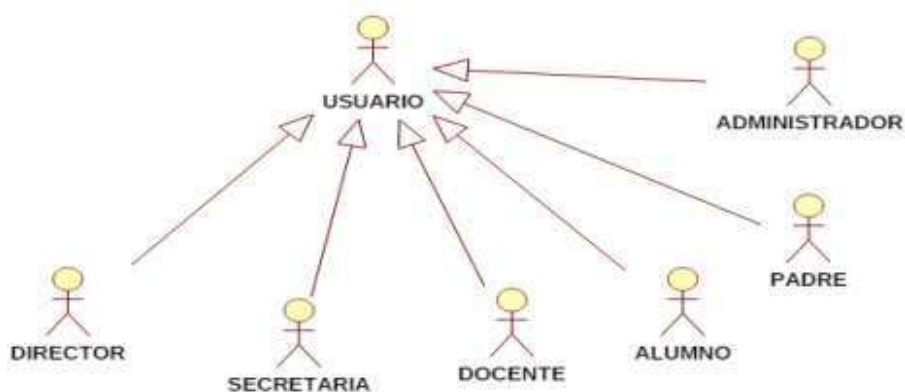 USUARIO
ADMINISTRADOR
PADRE
DIRECTOR
SECRETARIA
DOCENTE
ALUMNO